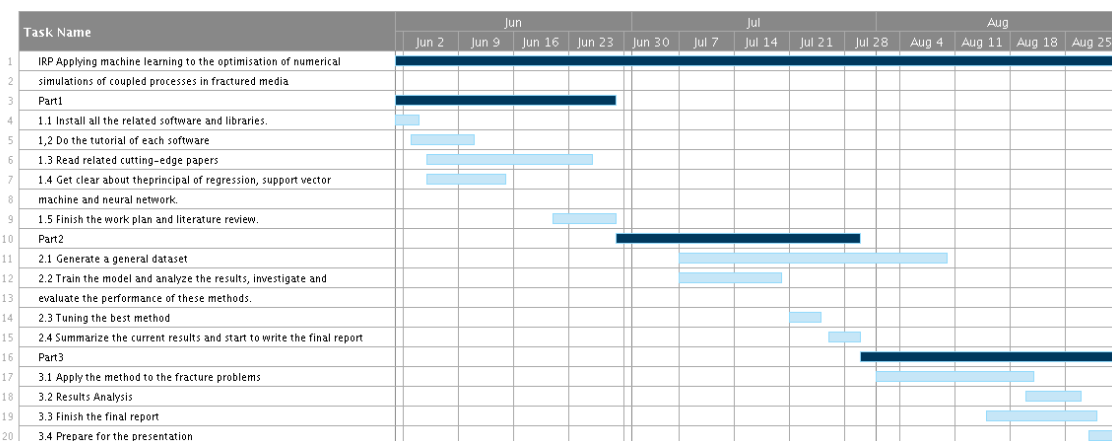 Task Name
Jun Jul Aug
Jun 2 Jun 9 Jun 16 Jun 23 Jun 30 Jul 7 Jul 14 Jul 21 Jul 28 Aug 4 Aug 11 Aug 18 Aug 25
1 IRP Applying machine learning to the optimisation of numerical
2 simulations of coupled processes in fractured media
3 Part1
4 1.1 Install all the related software and libraries.
5 1,2 Do the tutorial of each software
6 1.3 Read related cutting-edge papers
7 1.4 Get clear about theprincipal of regression, support vector
8 machine and neural network.
9 1.5 Finish the work plan and literature review.
10 Part2
11 2.1 Generate a general dataset
12 2.2 Train the model and analyze the results, investigate and
13 evaluate the performance of these methods.
14 2.3 Tuning the best method
15 2.4 Summarize the current results and start to write the final report
16 Part3
17 3.1 Apply the method to the fracture problems
18 3.2 Results Analysis
19 3.3 Finish the final report
20 3.4 Prepare for the presentation